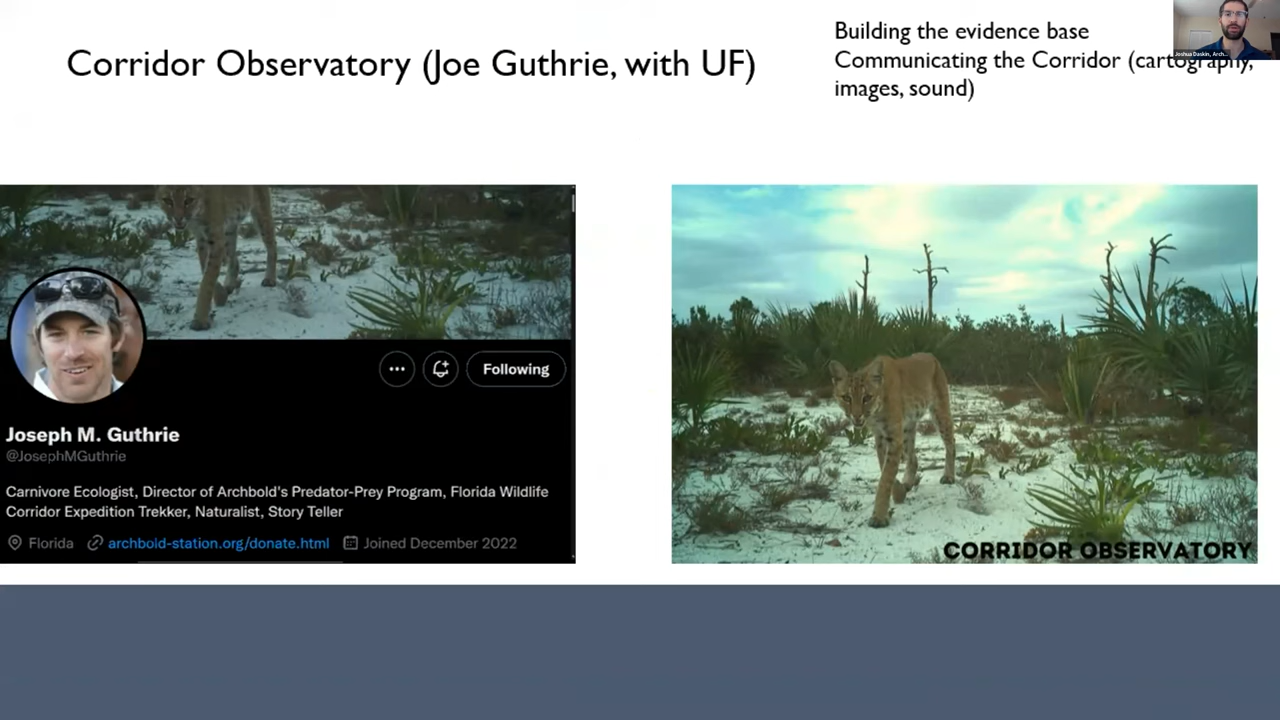 Corridor Observatory (Joe Guthrie, with UF)
Building the evidence base
Communicating the Corridor (cartography,
images, sound)
Joshua Daskin, Arch...
Following
Joseph M. Guthrie
@JosephMGuthrie
Carnivore Ecologist, Director of Archbold's Predator-Prey Program, Florida Wildlife
Corridor Expedition Trekker, Naturalist, Story Teller
Florida archbold-station.org/donate.html Joined December 2022
CORRIDOR OBSERVATORY